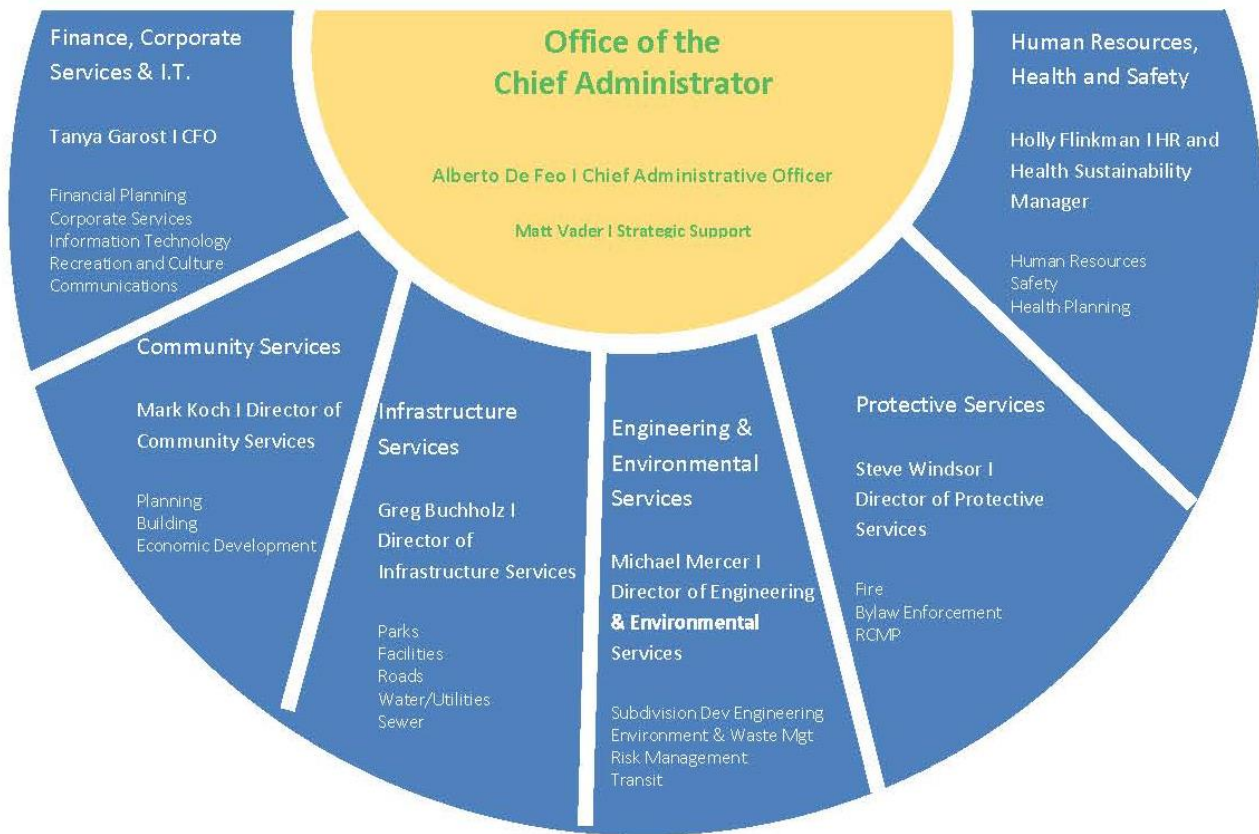 Office of the
Chief Administrator
Alberto De Feo I Chief Administrative Officer
Matt Vader I Strategic Support
Finance, Corporate
Services & I.T.
Tanya Garost I CFO
Financial Planning
Corporate Services
Information Technology
Recreation and Culture
Communications
Community Services
Mark Koch I Director of
Community Services
Planning
Building
Economic Development
Infrastructure
Services
Greg Buchholz I
Director of
Infrastructure Services
Parks
Facilities
Roads
Water/Utilities
Sewer
Engineering &
Environmental
Services
Michael Mercer I
Director of Engineering
& Environmental
Services
Subdivision Dev Engineering
Environment & Waste Mgt
Risk Management
Transit
Protective Services
Steve Windsor I
Director of Protective
Services
Fire
Bylaw Enforcement
RCMP
Human Resources,
Health and Safety
Holly Flinkman I HR and
Health Sustainability
Manager
Human Resources
Safety
Health Planning